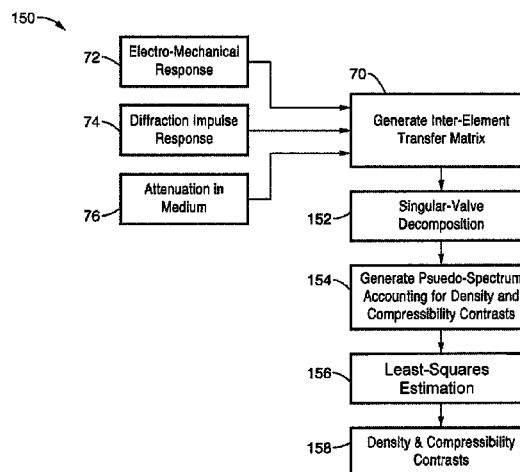 150
72
Electro-Mechanical
Response
74
Diffraction Impulse
Response
76
Attenuation in
Medium
70
Generate Inter-Element
Transfer Matrix
152
Singular-Valve
Decomposition
154
Generate Psuedo-Spectrum
Accounting for Density and
Compressibility Contrasts
156
Least-Squares
Estimation
158
Density & Compressibility
Contrasts